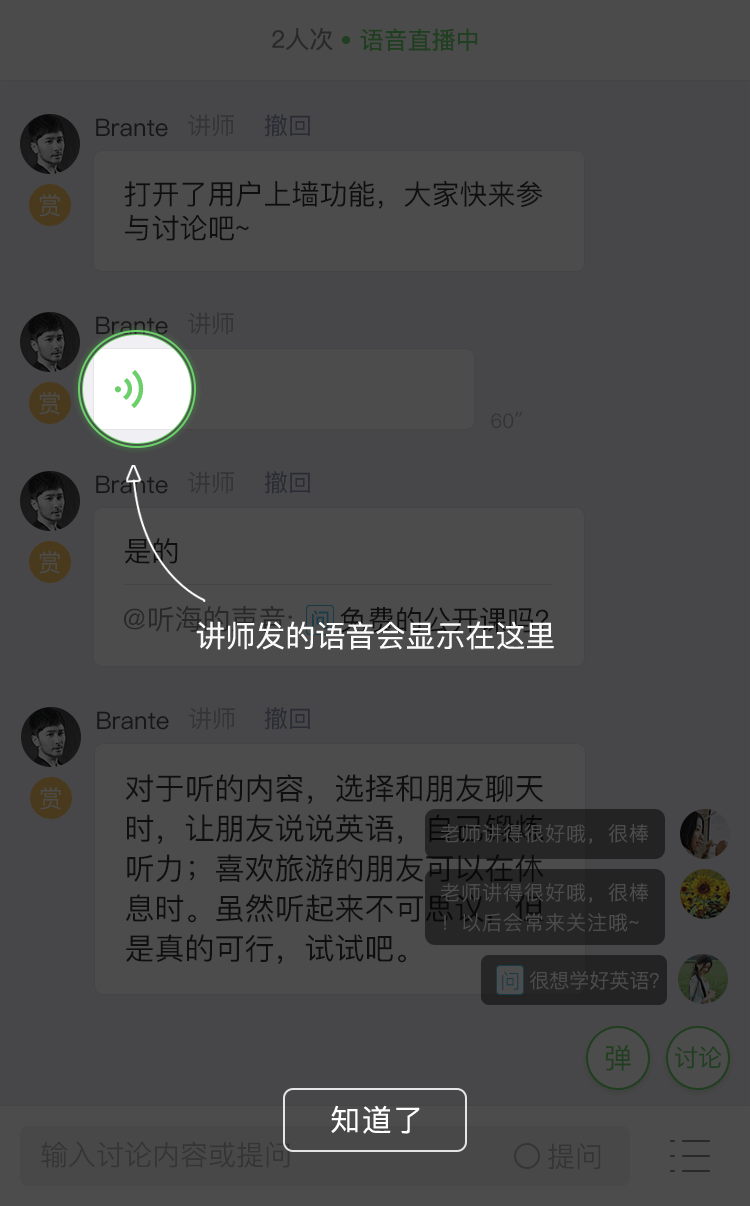 2人次 • 语音直播中
Brante 讲师 撤回
赏
打开了用户上墙功能，大家快来参
与讨论吧~
Brante 讲师
赏
60″
Brante 讲师 撤回
赏
是的
@听海的声音: 问 免费的公开课吗?
讲师发的语音会显示在这里
Brante 讲师 撤回
赏
对于听的内容，选择和朋友聊天
时，让朋友说说英语，自己锻炼
听力；喜欢旅游的朋友可以在休
息时。虽然听起来不可思议，但
是真的可行，试试吧。
老师讲得很好哦，很棒
老师讲得很好哦，很棒
！以后会常来关注哦~
问 很想学好英语?
弹
讨论
知道了
输入讨论内容或提问
提问